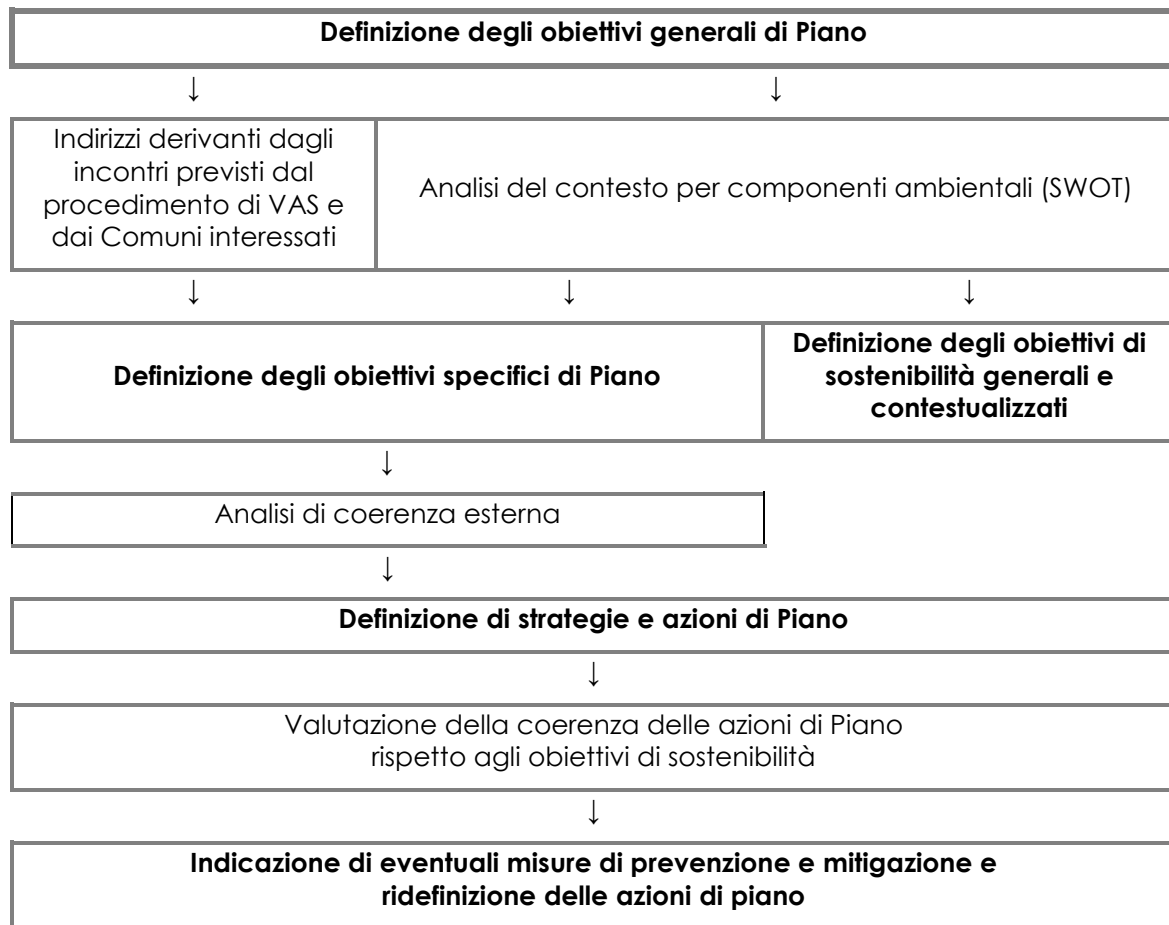 Definizione degli obiettivi generali di Piano
↓ ↓
Indirizzi derivanti dagli
incontri previsti dal
procedimento di VAS e
dai Comuni interessati
Analisi del contesto per componenti ambientali (SWOT)
↓ ↓ ↓
Definizione degli obiettivi specifici di Piano
Definizione degli obiettivi di
sostenibilità generali e
contestualizzati
↓
Analisi di coerenza esterna
↓
Definizione di strategie e azioni di Piano
↓
Valutazione della coerenza delle azioni di Piano
rispetto agli obiettivi di sostenibilità
↓
Indicazione di eventuali misure di prevenzione e mitigazione e
ridefinizione delle azioni di piano